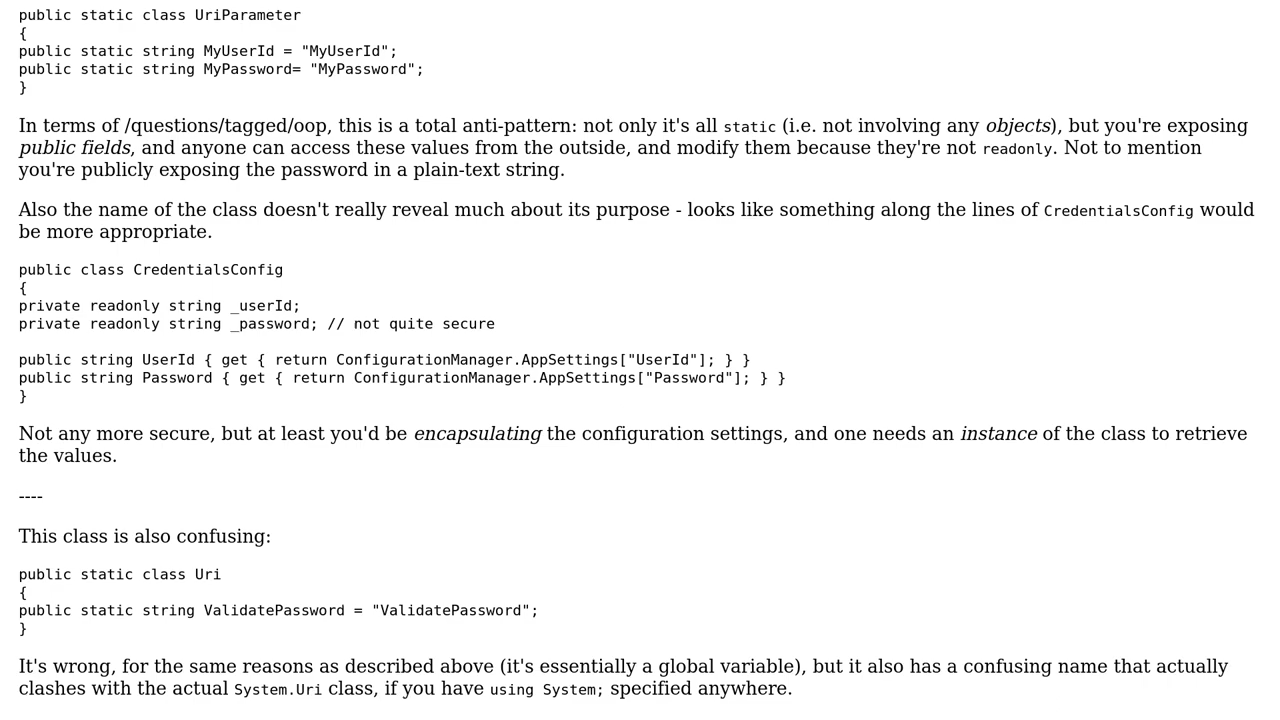 public static class UriParameter
{
public static string MyUserId = "MyUserId";
public static string MyPassword= "MyPassword";
}
In terms of /questions/tagged/oop, this is a total anti-pattern: not only it's all static (i.e. not involving any objects), but you're exposing
public fields, and anyone can access these values from the outside, and modify them because they're not readonly. Not to mention
you're publicly exposing the password in a plain-text string.
Also the name of the class doesn't really reveal much about its purpose - looks like something along the lines of CredentialsConfig would
be more appropriate.
public class CredentialsConfig
{
private readonly string _userId;
private readonly string _password; // not quite secure
public string UserId { get { return ConfigurationManager.AppSettings["UserId"]; } }
public string Password { get { return ConfigurationManager.AppSettings["Password"]; } }
}
Not any more secure, but at least you'd be encapsulating the configuration settings, and one needs an instance of the class to retrieve
the values.
----
This class is also confusing:
public static class Uri
{
public static string ValidatePassword = "ValidatePassword";
}
It's wrong, for the same reasons as described above (it's essentially a global variable), but it also has a confusing name that actually
clashes with the actual System.Uri class, if you have using System; specified anywhere.